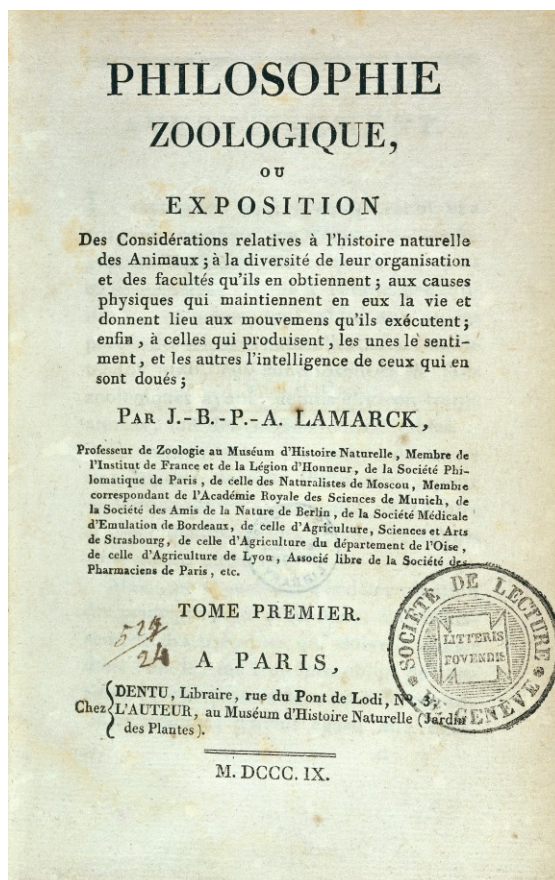 PHILOSOPHIE
ZOOLOGIQUE,
OU
EXPOSITION
Des Considérations relatives à l'histoire naturelle
des Animaux ; à la diversité de leur organisation
et des facultés qu'ils en obtiennent ; aux causes
physiques qui maintiennent en eux la vie et
donnent lieu aux mouvemens qu'ils exécutent ;
enfin , à celles qui produisent , les unes le senti-
ment , et les autres l'intelligence de ceux qui en
sont doués ;
PAR J.-B.-P.-A. LAMARCK,
Professeur de Zoologie au Muséum d'Histoire Naturelle , Membre de
l'Institut de France et de la Légion d'Honneur , de la Société Phi-
lomatique de Paris , de celle des Naturalistes de Moscou , Membre
correspondant de l'Académie Royale des Sciences de Munich , de
la Société des Amis de la Nature de Berlin , de la Société Médicale
d'Emulation de Bordeaux , de celle d'Agriculture, Sciences et Arts
de Strasbourg , de celle d'Agriculture du département de l'Oise ,
de celle d'Agriculture de Lyon , Associé libre de la Société des
Pharmaciens de Paris , etc.
TOME PREMIER.
24
A PARIS,
Chez DENTU, Libraire, rue du Pont de Lodi, N°. 3;
L'AUTEUR, au Muséum d'Histoire Naturelle (Jardin
des Plantes ).
M. DCCC. IX.
SOCIÉTÉ DE LECTURE
DE GENÈVE
LITTERIS
FOVENDIS